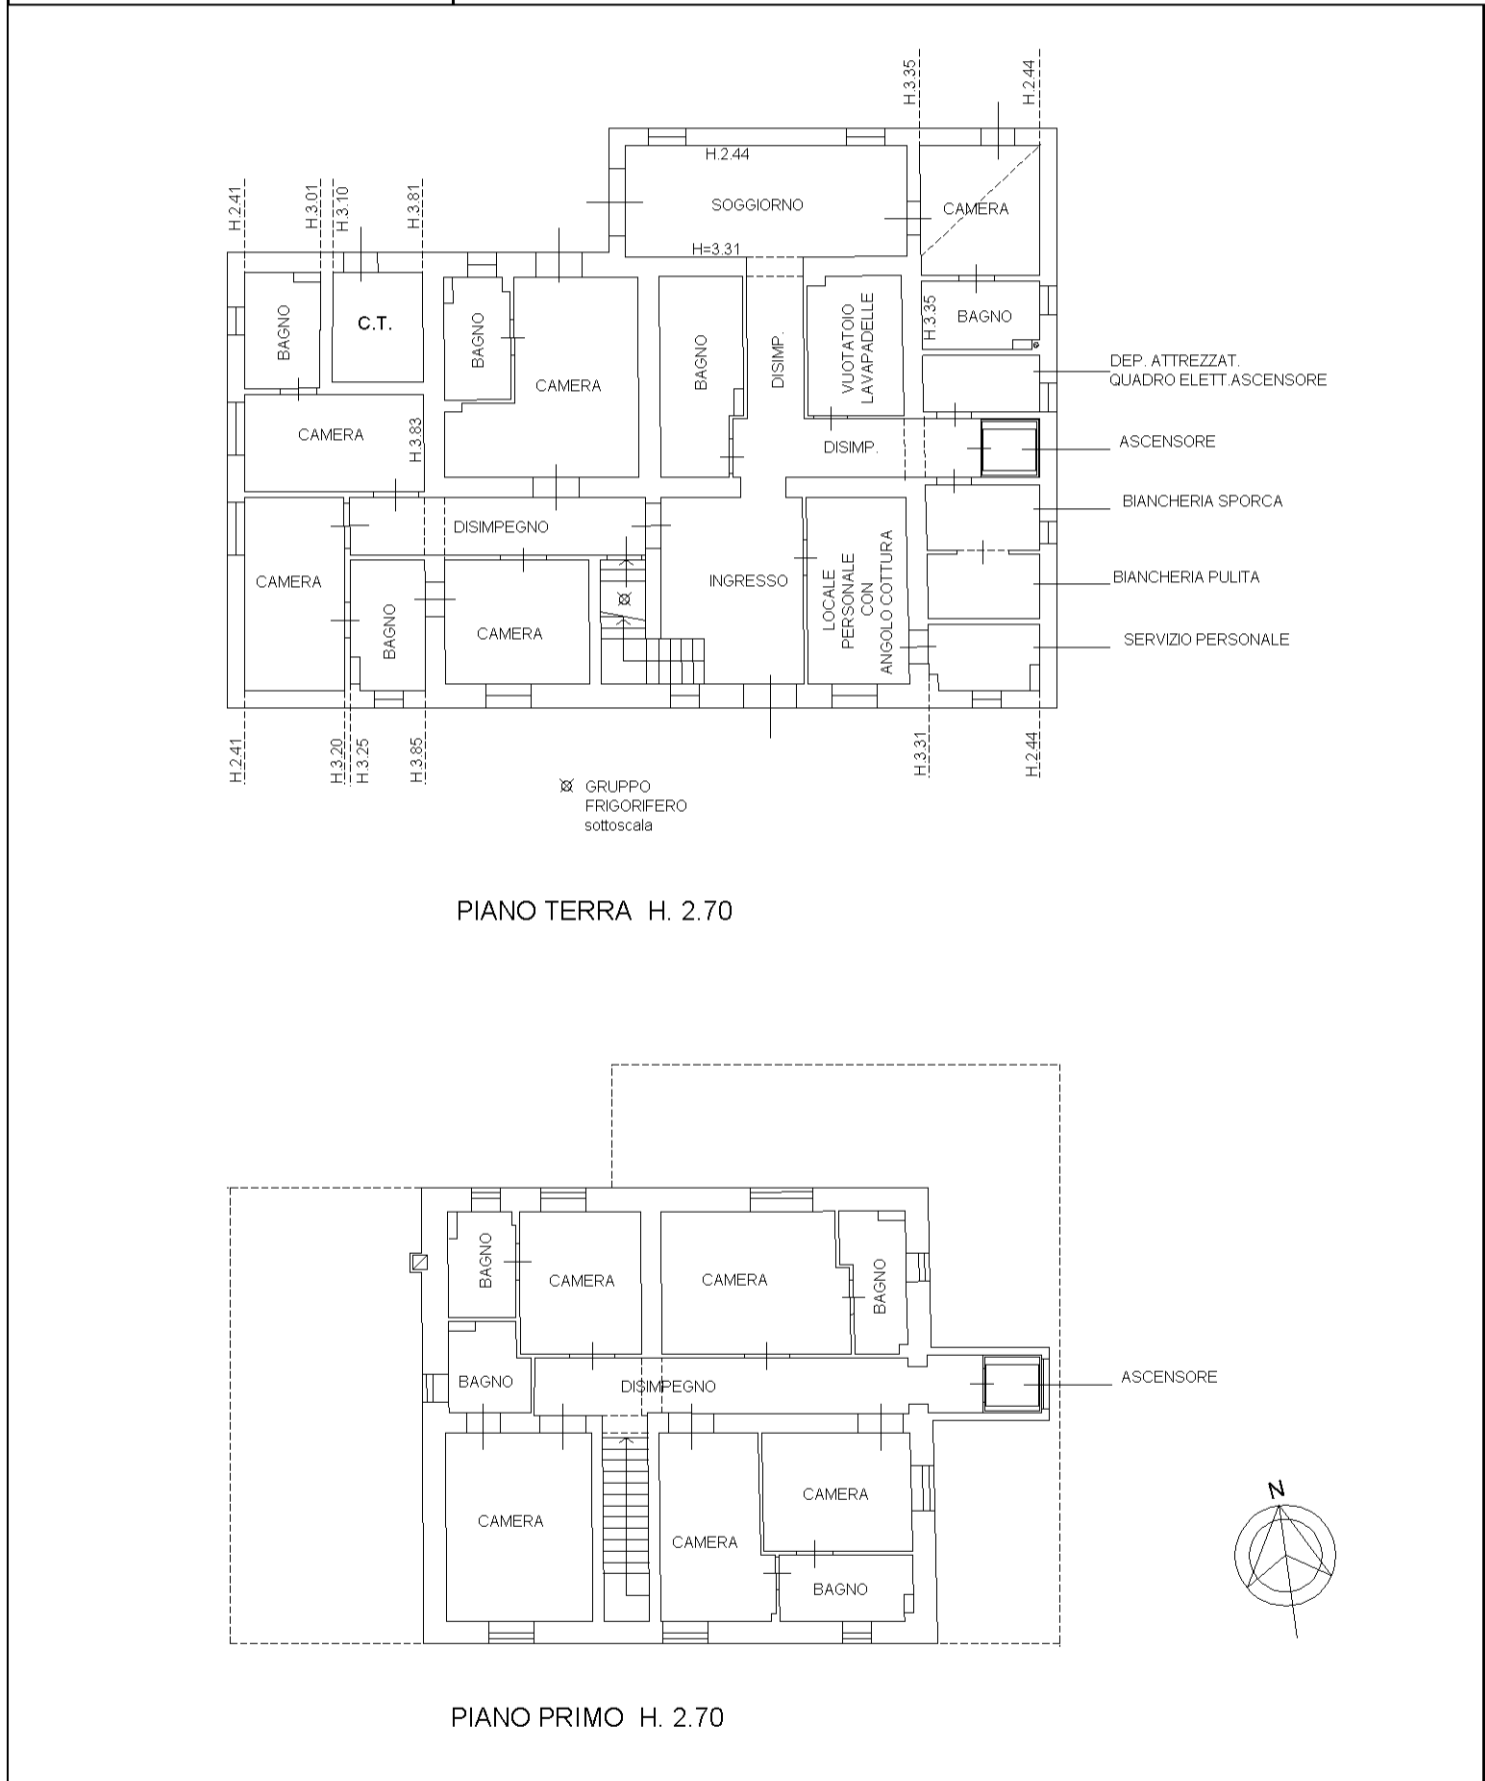 H.3.35
H.2.44
H.2.44
H.2.41
H.3.01
H.3.10
H.3.81
SOGGIORNO
CAMERA
H=3.31
BAGNO
C.T.
BAGNO
CAMERA
BAGNO
DISIMP.
VUOTATOIO
LAVAPADELLE
H.3.35
BAGNO
DEP. ATTREZZAT.
QUADRO ELETT.ASCENSORE
CAMERA
H.3.83
DISIMP.
ASCENSORE
BIANCHERIA SPORCA
DISIMPEGNO
CAMERA
BAGNO
CAMERA
INGRESSO
LOCALE
PERSONALE
CON
ANGOLO COTTURA
BIANCHERIA PULITA
SERVIZIO PERSONALE
H.2.41
H.3.20
H.3.25
H.3.85
H.3.31
H.2.44
GRUPPO
FRIGORIFERO
sottoscala
PIANO TERRA H. 2.70
BAGNO
CAMERA
CAMERA
BAGNO
BAGNO
DISIMPEGNO
ASCENSORE
CAMERA
CAMERA
CAMERA
BAGNO
N
PIANO PRIMO H. 2.70